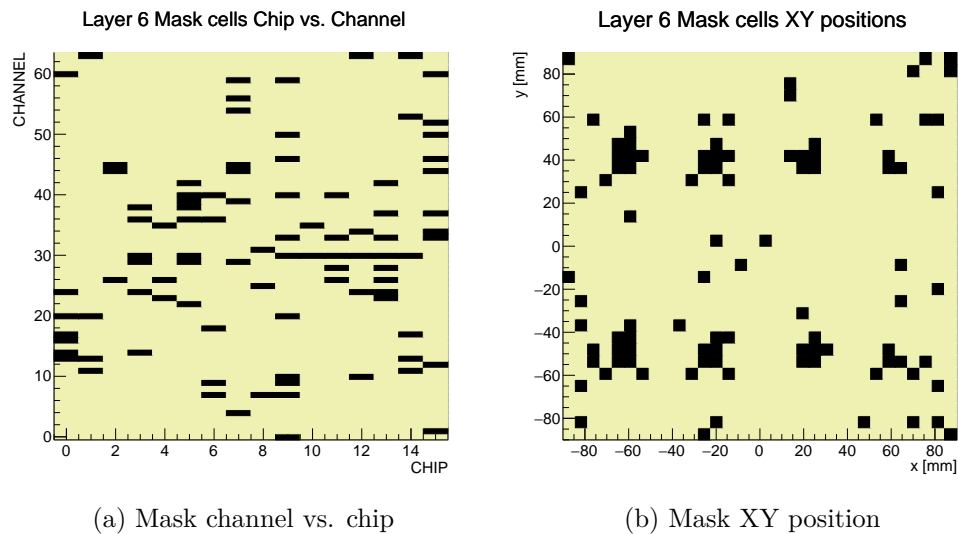 Layer 6 Mask cells Chip vs. Channel
CHANNEL
60
50
40
30
20
10
0
0 2 4 6 8 10 12 14
CHIP
(a) Mask channel vs. chip
Layer 6 Mask cells XY positions
y [mm]
80
60
40
20
0
−20
−40
−60
−80
−80 −60 −40 −20 0 20 40 60 80
x [mm]
(b) Mask XY position